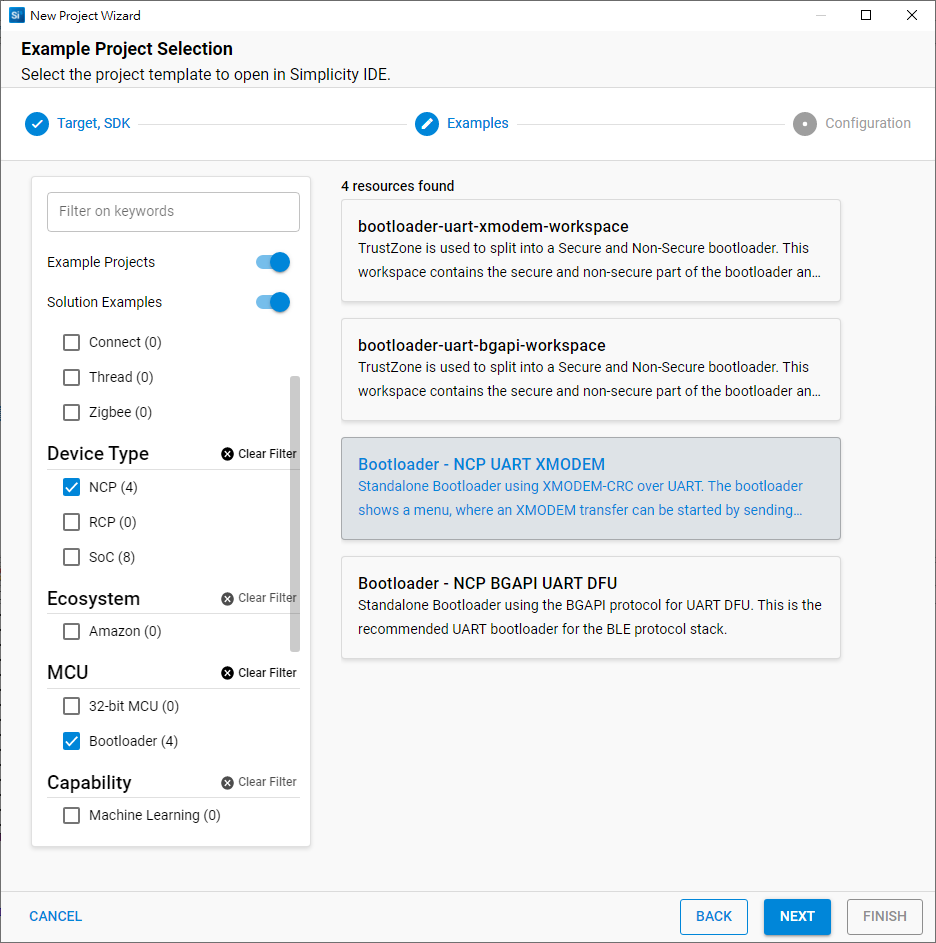 Si New Project Wizard
Example Project Selection
Select the project template to open in Simplicity IDE.
Target, SDK
Examples
Configuration
Filter on keywords
Example Projects
Solution Examples
Connect (0)
Thread (0)
Zigbee (0)
Device Type
Clear Filter
NCP (4)
RCP (0)
SoC (8)
Ecosystem
Clear Filter
Amazon (0)
MCU
Clear Filter
32-bit MCU (0)
Bootloader (4)
Capability
Clear Filter
Machine Learning (0)
4 resources found
bootloader-uart-xmodem-workspace
TrustZone is used to split into a Secure and Non-Secure bootloader. This
workspace contains the secure and non-secure part of the bootloader an...
bootloader-uart-bgapi-workspace
TrustZone is used to split into a Secure and Non-Secure bootloader. This
workspace contains the secure and non-secure part of the bootloader an...
Bootloader - NCP UART XMODEM
Standalone Bootloader using XMODEM-CRC over UART. The bootloader
shows a menu, where an XMODEM transfer can be started by sending...
Bootloader - NCP BGAPI UART DFU
Standalone Bootloader using the BGAPI protocol for UART DFU. This is the
recommended UART bootloader for the BLE protocol stack.
CANCEL
BACK
NEXT
FINISH